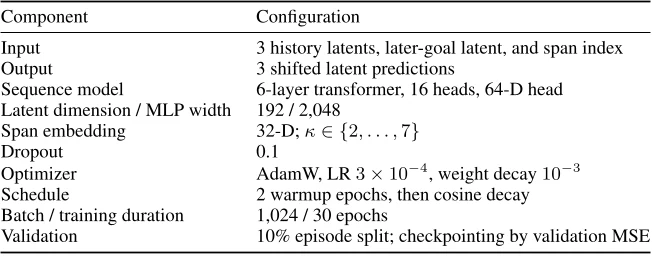 Component Configuration
Input 3 history latents, later-goal latent, and span index
Output 3 shifted latent predictions
Sequence model 6-layer transformer, 16 heads, 64-D head
Latent dimension / MLP width 192 / 2,048
Span embedding 32-D; κ ∈ {2, . . . , 7}
Dropout 0.1
Optimizer AdamW, LR 3 × 10⁻⁴, weight decay 10⁻³
Schedule 2 warmup epochs, then cosine decay
Batch / training duration 1,024 / 30 epochs
Validation 10% episode split; checkpointing by validation MSE